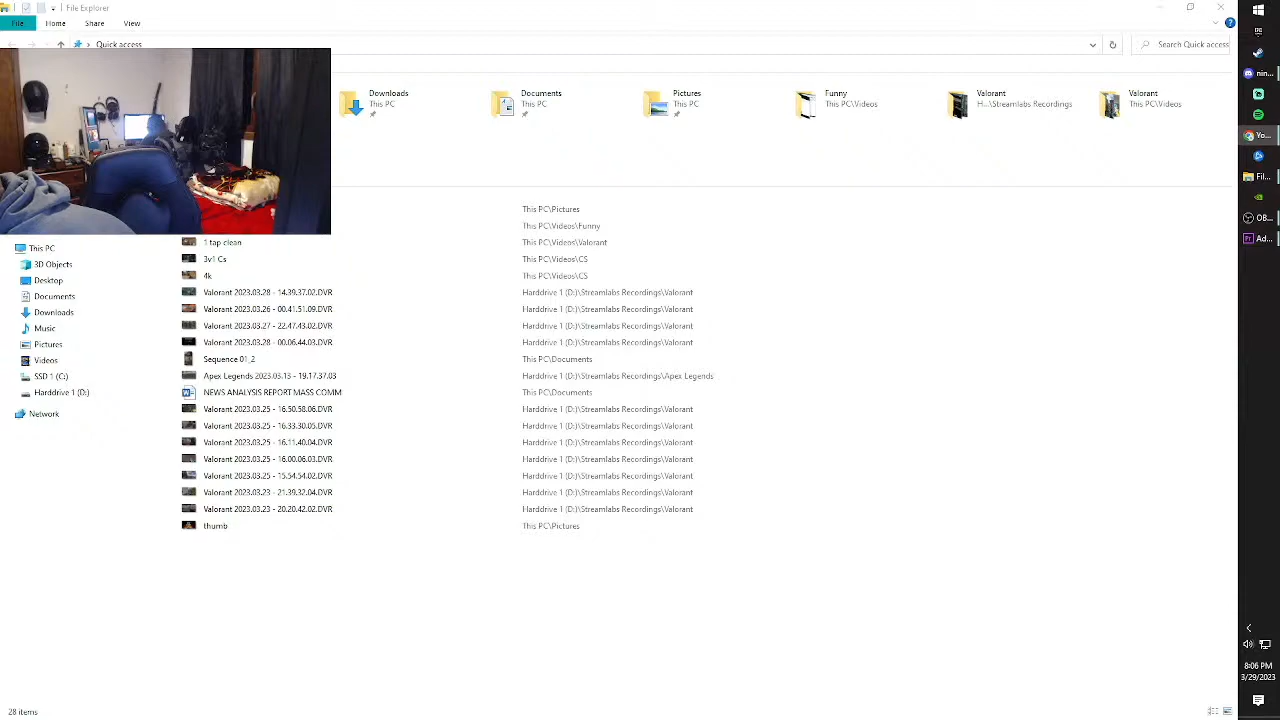 File Explorer
File
Home
Share
View
Quick access
Search Quick access
Downloads
This PC
Documents
This PC
Pictures
This PC
Funny
This PC\Videos
Valorant
H...\Streamlabs Recordings
Valorant
This PC\Videos
This PC\Pictures
This PC\Videos\Funny
1 tap clean
This PC\Videos\Valorant
3v1 Cs
This PC\Videos\CS
4k
This PC\Videos\CS
Valorant 2023.03.28 - 14.39.37.02.DVR
Harddrive 1 (D:)\Streamlabs Recordings\Valorant
Valorant 2023.03.26 - 00.41.51.09.DVR
Harddrive 1 (D:)\Streamlabs Recordings\Valorant
Valorant 2023.03.27 - 22.47.43.02.DVR
Harddrive 1 (D:)\Streamlabs Recordings\Valorant
Valorant 2023.03.28 - 00.06.44.03.DVR
Harddrive 1 (D:)\Streamlabs Recordings\Valorant
Sequence 01_2
This PC\Documents
Apex Legends 2023.03.13 - 19.17.37.03
Harddrive 1 (D:)\Streamlabs Recordings\Apex Legends
NEWS ANALYSIS REPORT MASS COMM
This PC\Documents
Valorant 2023.03.25 - 16.50.58.06.DVR
Harddrive 1 (D:)\Streamlabs Recordings\Valorant
Valorant 2023.03.25 - 16.33.30.05.DVR
Harddrive 1 (D:)\Streamlabs Recordings\Valorant
Valorant 2023.03.25 - 16.11.40.04.DVR
Harddrive 1 (D:)\Streamlabs Recordings\Valorant
Valorant 2023.03.25 - 16.00.06.03.DVR
Harddrive 1 (D:)\Streamlabs Recordings\Valorant
Valorant 2023.03.25 - 15.54.54.02.DVR
Harddrive 1 (D:)\Streamlabs Recordings\Valorant
Valorant 2023.03.23 - 21.39.32.04.DVR
Harddrive 1 (D:)\Streamlabs Recordings\Valorant
Valorant 2023.03.23 - 20.20.42.02.DVR
Harddrive 1 (D:)\Streamlabs Recordings\Valorant
thumb
This PC\Pictures
This PC
3D Objects
Desktop
Documents
Downloads
Music
Pictures
Videos
SSD 1 (C:)
Harddrive 1 (D:)
Network
28 items
Yo...
Fil...
OB...
Ad...
8:06 PM
3/29/2023